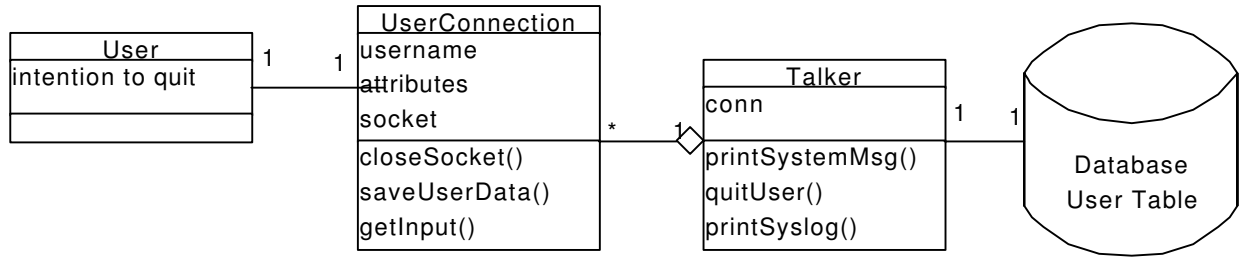 User
intention to quit
1
1
UserConnection
username
attributes
socket
closeSocket()
saveUserData()
getInput()
*
1
Talker
conn
printSystemMsg()
quitUser()
printSyslog()
1
1
Database
User Table